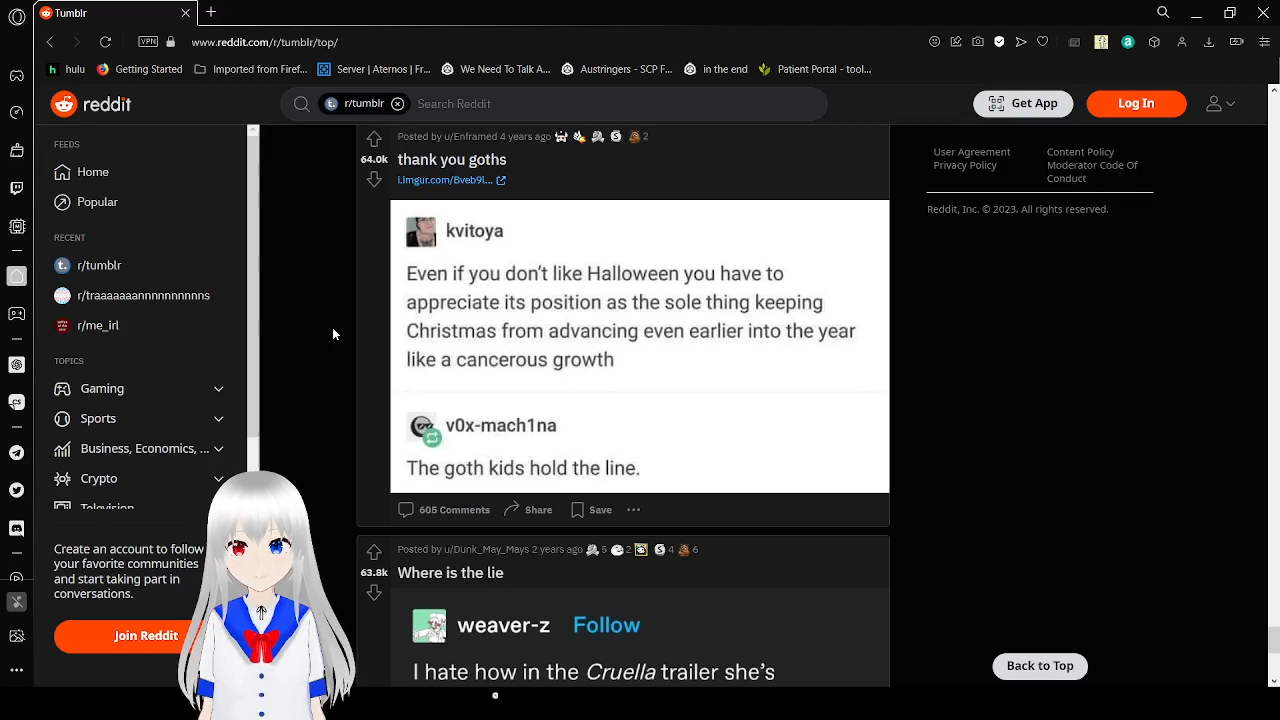 Tumblr
VPN
www.reddit.com/r/tumblr/top/
hulu
Getting Started
Imported from Firef...
Server | Aternos | Fr...
We Need To Talk A...
Austringers - SCP F...
in the end
Patient Portal - tool...
reddit
r/tumblr
Search Reddit
Get App
Log In
FEEDS
Home
Popular
RECENT
r/tumblr
r/traaaaaaannnnnnnnnns
r/me_irl
TOPICS
Gaming
Sports
Business, Economics, ...
Crypto
Television
Create an account to follow
your favorite communities
and start taking part in
conversations.
Join Reddit
Posted by u/Enframed 4 years ago
2
64.0k
thank you goths
i.imgur.com/Bveb9l...
kvitoya
Even if you don't like Halloween you have to
appreciate its position as the sole thing keeping
Christmas from advancing even earlier into the year
like a cancerous growth
v0x-mach1na
The goth kids hold the line.
605 Comments
Share
Save
Posted by u/Dunk_May_Mays 2 years ago
5 2 4 6
63.8k
Where is the lie
weaver-z Follow
I hate how in the Cruella trailer she's
User Agreement
Privacy Policy
Content Policy
Moderator Code Of
Conduct
Reddit, Inc. © 2023. All rights reserved.
Back to Top